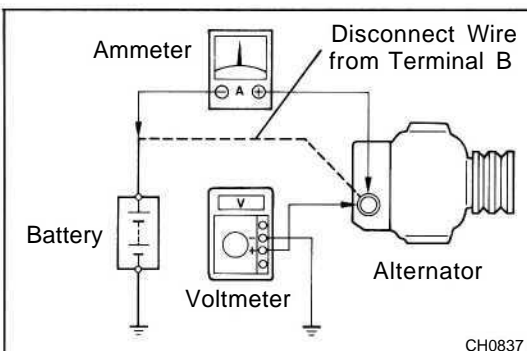 Ammeter
Disconnect Wire
from Terminal B
⊖ A ⊕
V
-
+
Battery
Voltmeter
Alternator
CH0837